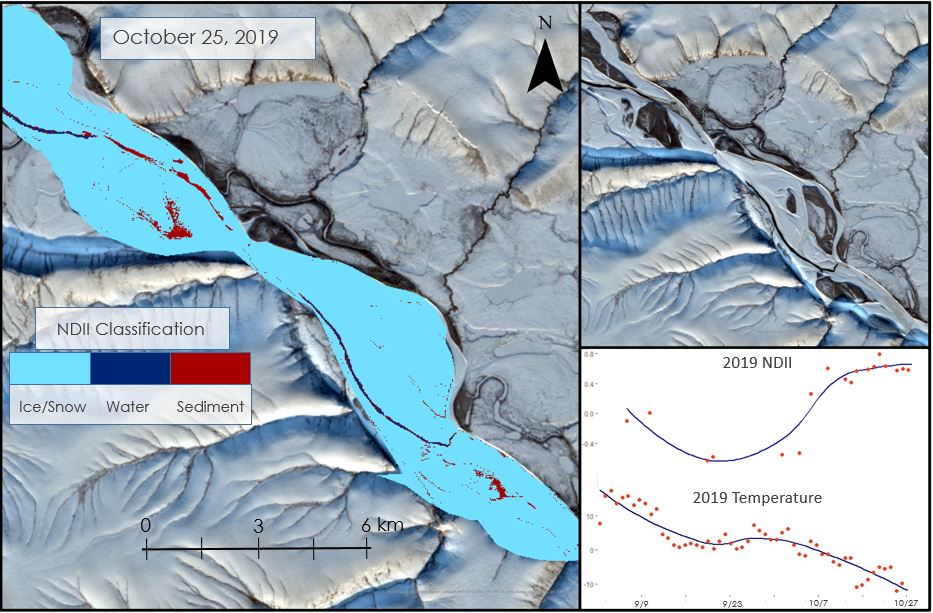 October 25, 2019
N
NDII Classification
Ice/Snow Water Sediment
0 3 6 km
2019 NDII
0.8
0.4
0.0
-0.4
2019 Temperature
10
0
-10
9/9 9/23 10/7 10/27